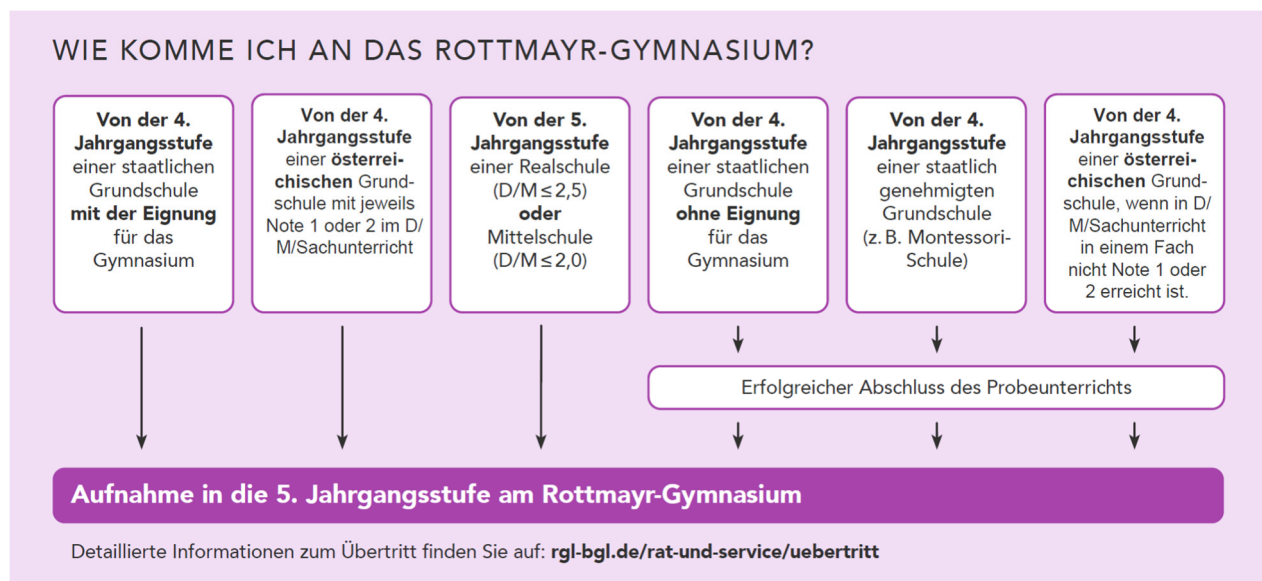 WIE KOMME ICH AN DAS ROTTMAYR-GYMNASIUM?
Von der 4.
Jahrgangsstufe
einer staatlichen
Grundschule
mit der Eignung
für das
Gymnasium
Von der 4.
Jahrgangsstufe
einer österrei-
chischen Grund-
schule mit jeweils
Note 1 oder 2 im D/
M/Sachunterricht
Von der 5.
Jahrgangsstufe
einer Realschule
(D/M ≤ 2,5)
oder
Mittelschule
(D/M ≤ 2,0)
Von der 4.
Jahrgangsstufe
einer staatlichen
Grundschule
ohne Eignung
für das
Gymnasium
Von der 4.
Jahrgangsstufe
einer staatlich
genehmigten
Grundschule
(z. B. Montessori-
Schule)
Von der 4.
Jahrgangsstufe
einer österrei-
chischen Grund-
schule, wenn in D/
M/Sachunterricht
in einem Fach
nicht Note 1 oder
2 erreicht ist.
Erfolgreicher Abschluss des Probeunterrichts
Aufnahme in die 5. Jahrgangsstufe am Rottmayr-Gymnasium
Detaillierte Informationen zum Übertritt finden Sie auf: rgl-bgl.de/rat-und-service/uebertritt